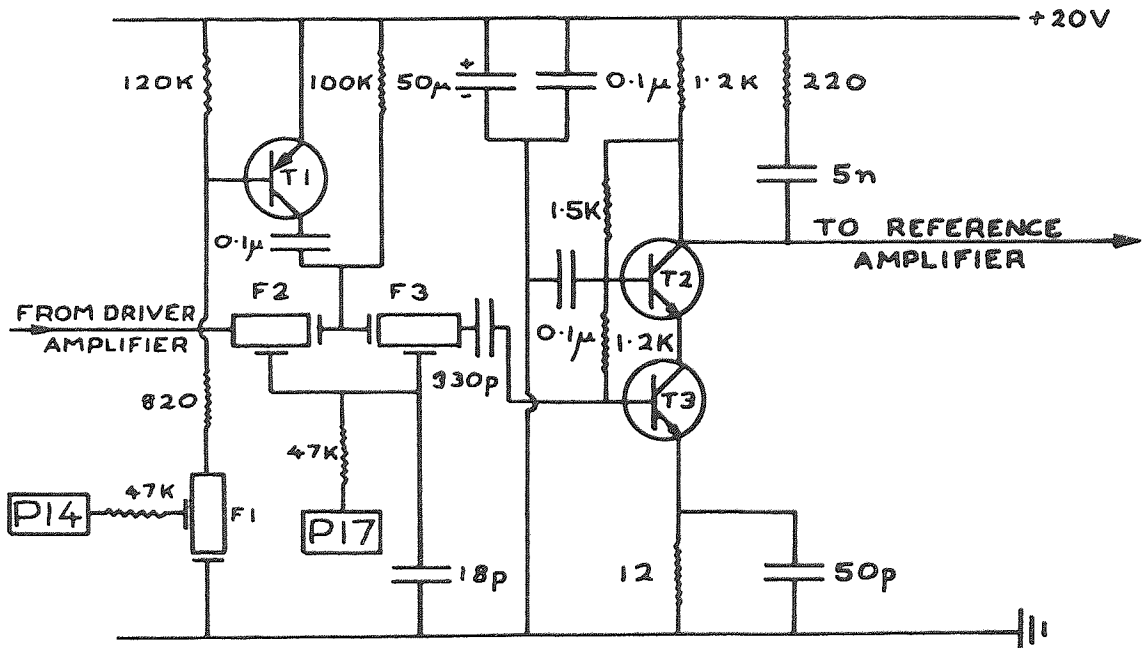 +20V
120K
100K
50μ
+
-
0.1μ
1.2K
220
T1
5n
1.5K
0.1μ
TO REFERENCE
AMPLIFIER
F2
F3
T2
FROM DRIVER
AMPLIFIER
0.1μ
1.2K
330p
T3
820
47K
47K
P14
F1
P17
18p
12
50p